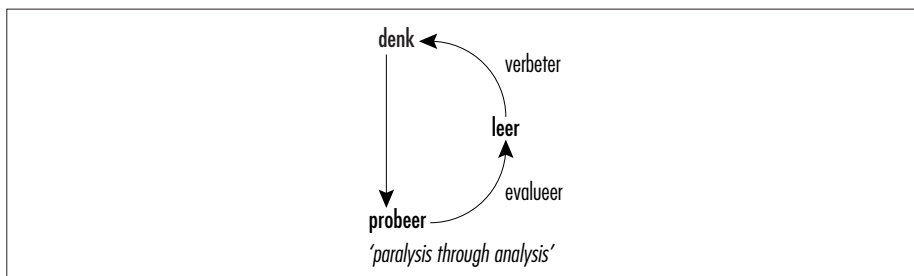 denk
verbeter
leer
evalueer
probeer
'paralysis through analysis'